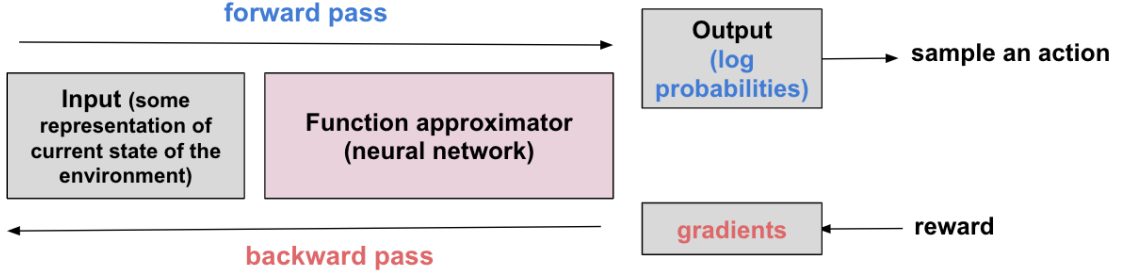 forward pass
Output
(log
probabilities)
sample an action
Input (some
representation of
current state of the
environment)
Function approximator
(neural network)
gradients
reward
backward pass